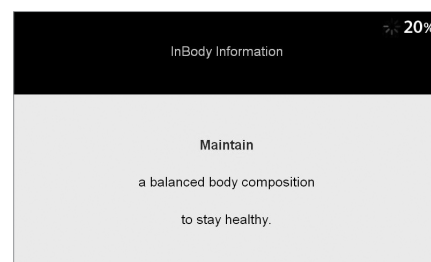 20%
InBody Information
Maintain
a balanced body composition
to stay healthy.